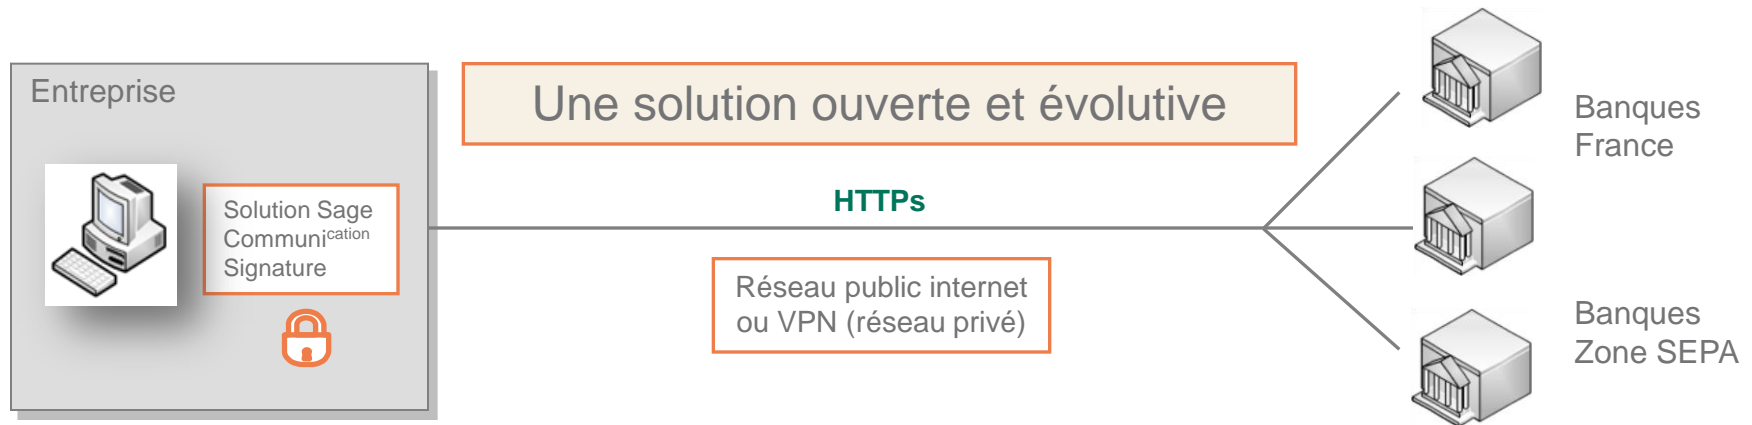 Entreprise
Une solution ouverte et évolutive
Banques
France
Solution Sage
Communication
Signature
HTTPs
Réseau public internet
ou VPN (réseau privé)
Banques
Zone SEPA